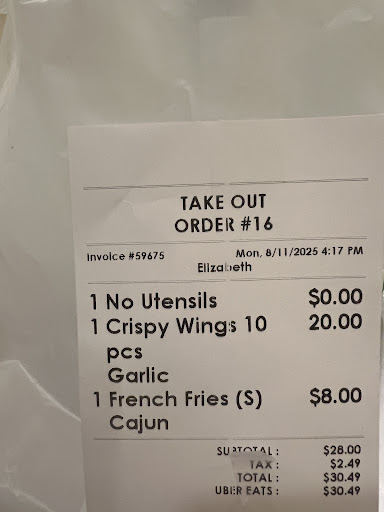 TAKE OUT
ORDER #16
Invoice #59675 Mon, 8/11/2025 4:17 PM
Elizabeth
1 No Utensils $0.00
1 Crispy Wings 10 20.00
pcs
Garlic
1 French Fries (S) $8.00
Cajun
SUBTOTAL : $28.00
TAX : $2.49
TOTAL : $30.49
UBER EATS : $30.49